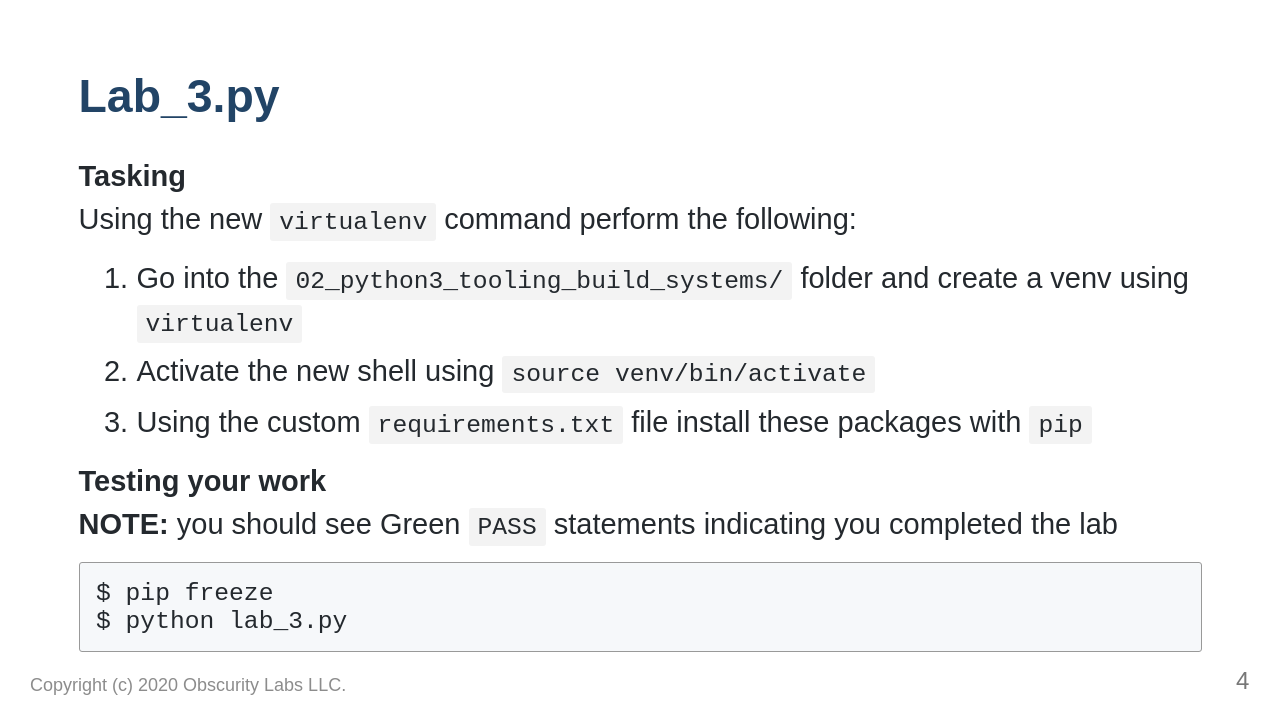 Lab_3.py
Tasking
Using the new virtualenv command perform the following:
1. Go into the 02_python3_tooling_build_systems/ folder and create a venv using
virtualenv
2. Activate the new shell using source venv/bin/activate
3. Using the custom requirements.txt file install these packages with pip
Testing your work
NOTE: you should see Green PASS statements indicating you completed the lab
$ pip freeze
$ python lab_3.py
Copyright (c) 2020 Obscurity Labs LLC.
4